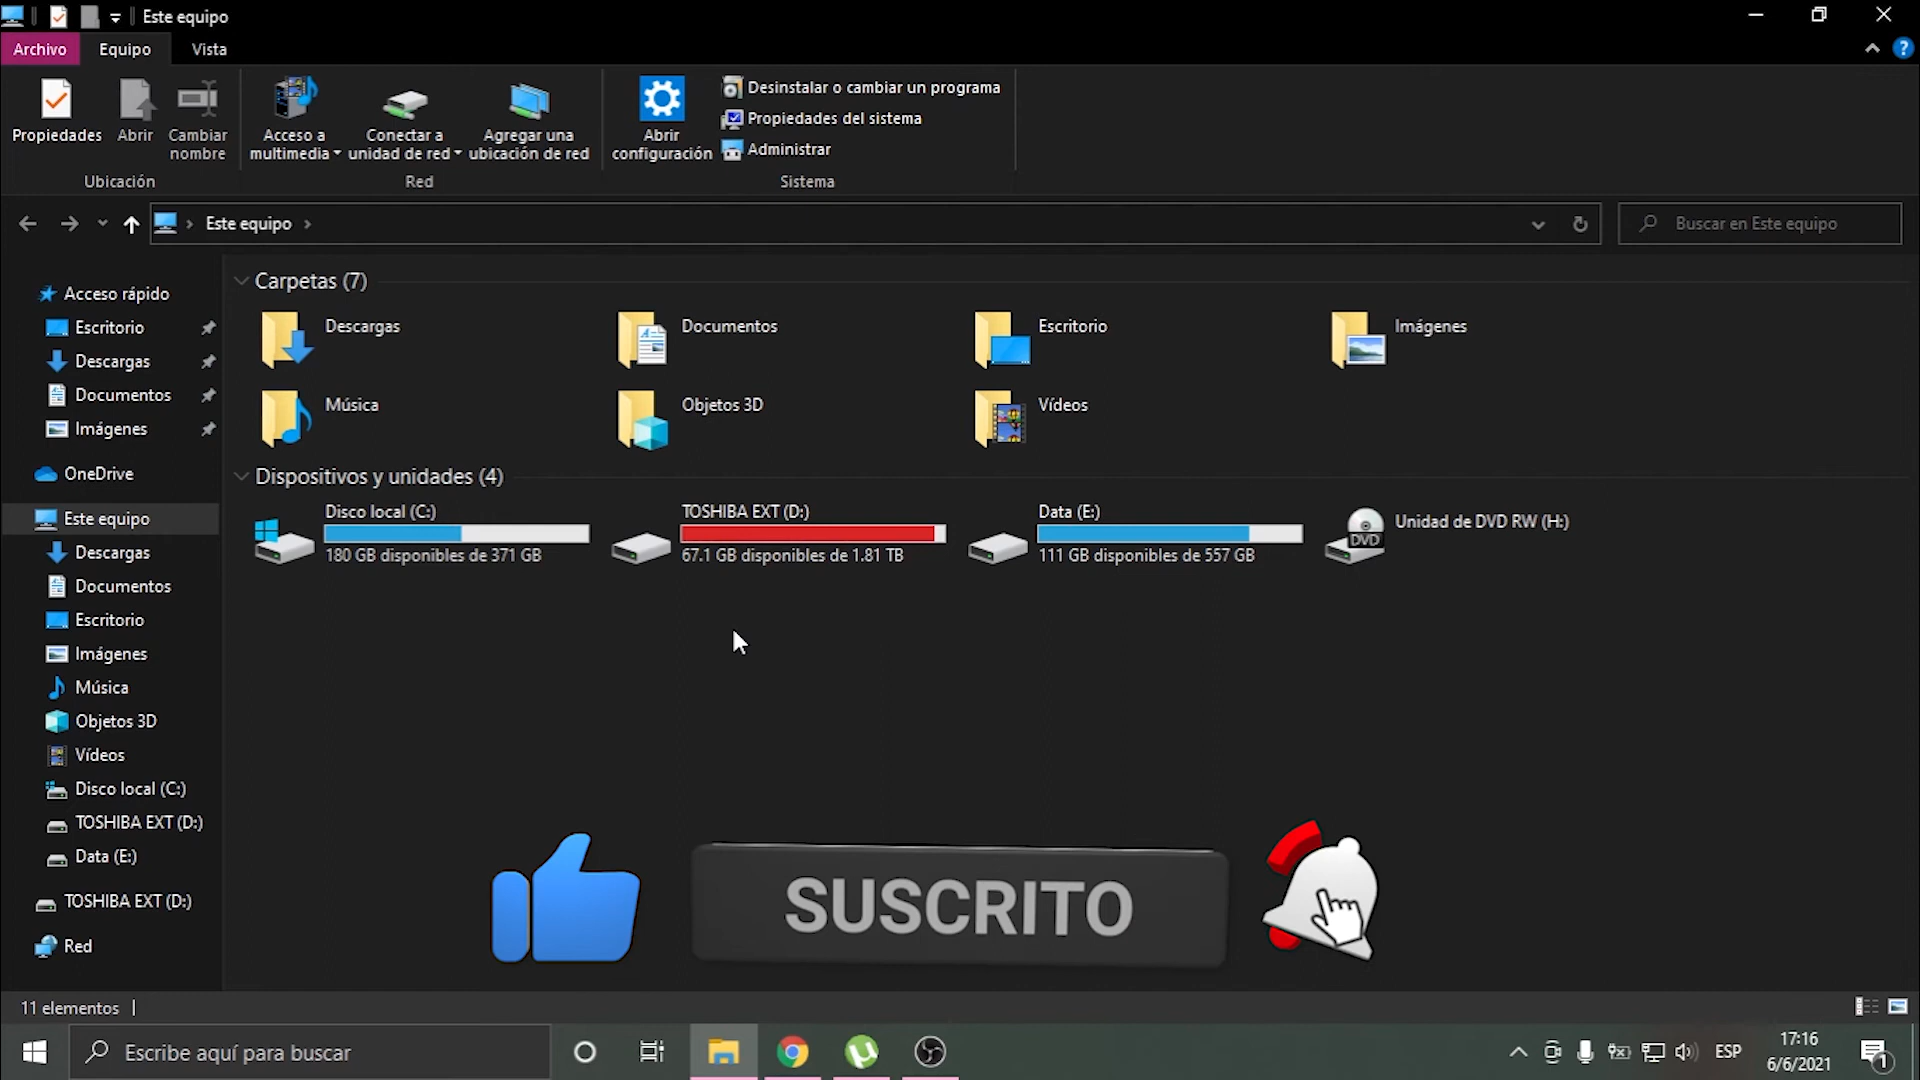 Este equipo
Archivo
Equipo
Vista
Propiedades
Abrir
Cambiar
nombre
Acceso a
multimedia
Conectar a
unidad de red
Agregar una
ubicación de red
Abrir
configuración
Desinstalar o cambiar un programa
Propiedades del sistema
Administrar
Ubicación
Red
Sistema
Este equipo
Buscar en Este equipo
Acceso rápido
Escritorio
Descargas
Documentos
Imágenes
OneDrive
Este equipo
Descargas
Documentos
Escritorio
Imágenes
Música
Objetos 3D
Vídeos
Disco local (C:)
TOSHIBA EXT (D:)
Data (E:)
TOSHIBA EXT (D:)
Red
Carpetas (7)
Descargas
Documentos
Escritorio
Imágenes
Música
Objetos 3D
Vídeos
Dispositivos y unidades (4)
Disco local (C:)
180 GB disponibles de 371 GB
TOSHIBA EXT (D:)
67.1 GB disponibles de 1.81 TB
Data (E:)
111 GB disponibles de 557 GB
DVD
Unidad de DVD RW (H:)
SUSCRITO
11 elementos
Escribe aquí para buscar
ESP
17:16
6/6/2021
1